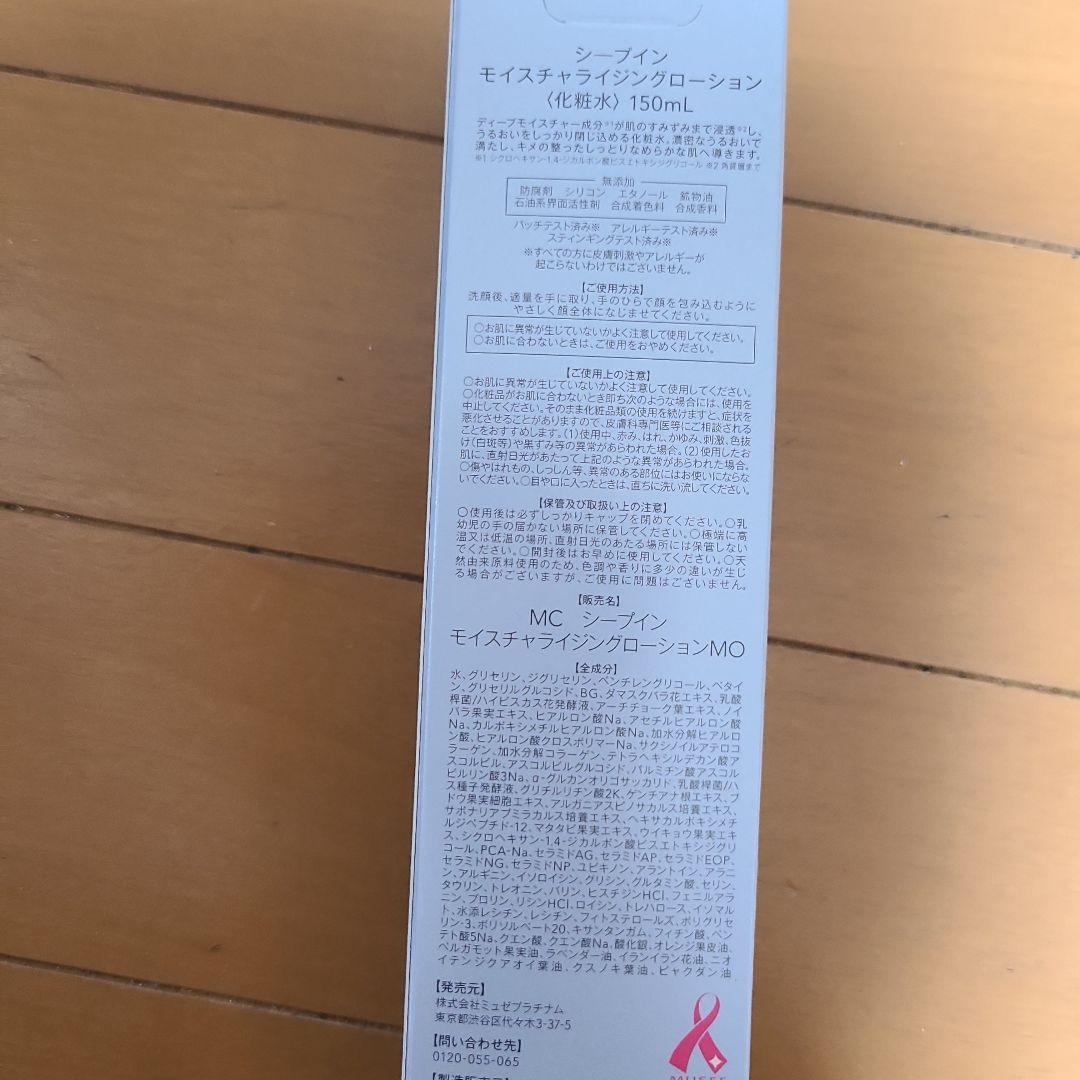 シープイン
モイスチャライジングローション
〈化粧水〉 150mL
ディープモイスチャー成分※1が肌のすみずみまで浸透※2し、
うるおいをしっかり閉じ込める化粧水。濃密なうるおいで
満たし、キメの整ったしっとりなめらかな肌へ導きます。
※1 シクロヘキサン-1,4-ジカルボン酸ビスエトキシジグリコール ※2 角質層まで
無添加
防腐剤 シリコン エタノール 鉱物油
石油系界面活性剤 合成着色料 合成香料
パッチテスト済み※ アレルギーテスト済み※
スティンギングテスト済み※
※すべての方に皮膚刺激やアレルギーが
起こらないわけではございません。
【ご使用方法】
洗顔後、適量を手に取り、手のひらで顔を包み込むように
やさしく顔全体になじませてください。
○お肌に異常が生じていないかよく注意して使用してください。
○お肌に合わないときは、ご使用をおやめください。
【ご使用上の注意】
○お肌に異常が生じていないかよく注意して使用してください。
○化粧品がお肌に合わないとき即ち次のような場合には、使用を
中止してください。そのまま化粧品類の使用を続けますと、症状を
悪化させることがありますので、皮膚科専門医等にご相談される
ことをおすすめします。(1)使用中、赤み、はれ、かゆみ、刺激、色抜
け(白斑等)や黒ずみ等の異常があらわれた場合。(2)使用したお
肌に、直射日光があたって上記のような異常があらわれた場合。
○傷やはれもの、しっしん等、異常のある部位にはお使いにならな
いでください。○目や口に入ったときは、直ちに洗い流してください。
【保管及び取扱い上の注意】
○使用後は必ずしっかりキャップを閉めてください。○乳
幼児の手の届かない場所に保管してください。○極端に高
温又は低温の場所、直射日光のあたる場所には保管しない
でください。○開封後はお早めに使用してください。○天
然由来原料使用のため、色調や香りに多少の違いが生じ
る場合がございますが、ご使用に問題はございません。
【販売名】
MC シープイン
モイスチャライジングローションMO
【全成分】
水、グリセリン、ジグリセリン、ペンチレングリコール、ベタイ
ン、グリセリルグルコシド、BG、ダマスクバラ花エキス、乳酸
桿菌/ハイビスカス花発酵液、アーチチョーク葉エキス、ノイ
バラ果実エキス、ヒアルロン酸Na、アセチルヒアルロン酸
Na、カルボキシメチルヒアルロン酸Na、加水分解ヒアルロ
ン酸、ヒアルロン酸クロスポリマーNa、サクシノイルアテロコ
ラーゲン、加水分解コラーゲン、テトラヘキシルデカン酸ア
スコルビル、アスコルビルグルコシド、パルミチン酸アスコル
ビルリン酸3Na、α-グルカンオリゴサッカリド、乳酸桿菌/ハ
ス種子発酵液、グリチルリチン酸2K、ゲンチアナ根エキス、ブ
ドウ果実細胞エキス、アルガニアスピノサカルス培養エキス、
サポナリアプミラカルス培養エキス、ヘキサカルボキシメチ
ルジペプチド-12、マタタビ果実エキス、ウイキョウ果実エキ
ス、シクロヘキサン-1,4-ジカルボン酸ビスエトキシジグリ
コール、PCA-Na、セラミドAG、セラミドAP、セラミドEOP、
セラミドNG、セラミドNP、ユビキノン、アラントイン、アラニ
ン、アルギニン、イソロイシン、グリシン、グルタミン酸、セリン、
タウリン、トレオニン、バリン、ヒスチジンHCl、フェニルアラ
ニン、プロリン、リシンHCl、ロイシン、トレハロース、イソマル
ト、水添レシチン、レシチン、フィトステロールズ、ポリグリセ
リン-3、ポリソルベート20、キサンタンガム、フィチン酸、ペン
テト酸5Na、クエン酸、クエン酸Na、酸化銀、オレンジ果皮油、
ベルガモット果実油、ラベンダー油、イランイラン花油、ニオ
イテンジクアオイ葉油、クスノキ葉油、ビャクダン油
【発売元】
株式会社ミュゼプラチナム
東京都渋谷区代々木3-37-5
【問い合わせ先】
0120-055-065